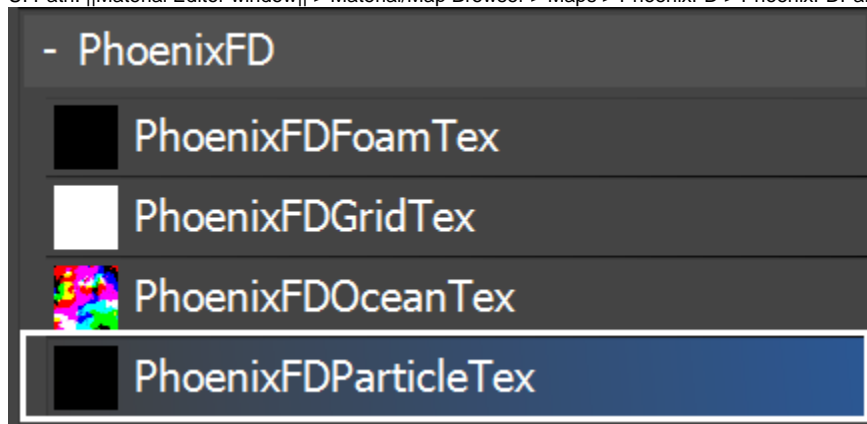 - PhoenixFD
PhoenixFDFoamTex
PhoenixFDGridTex
PhoenixFDOceanTex
PhoenixFDParticleTex